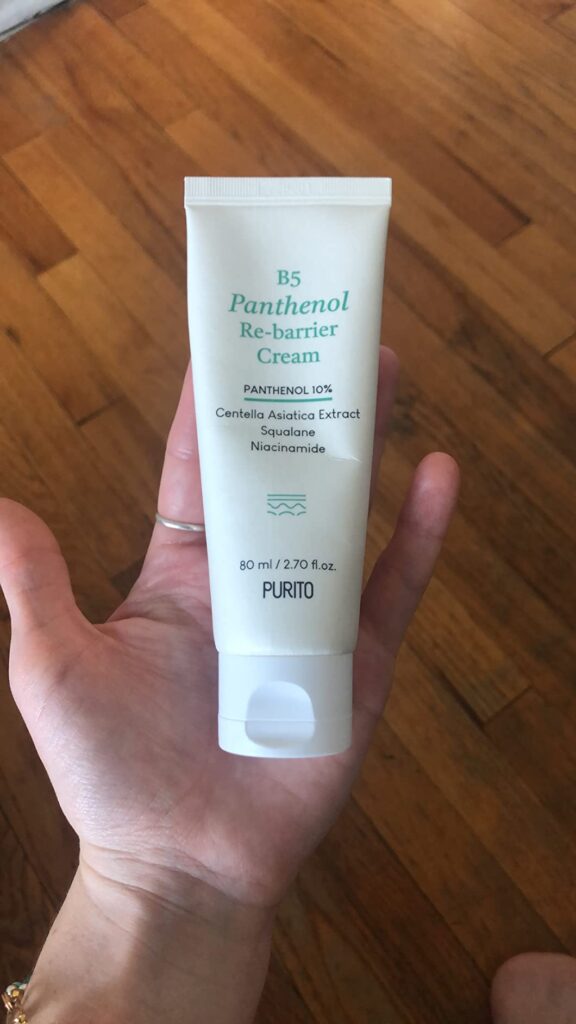 B5
Panthenol
Re-barrier
Cream
PANTHENOL 10%
Centella Asiatica Extract
Squalane
Niacinamide
80 ml / 2.70 fl.oz.
PURITO